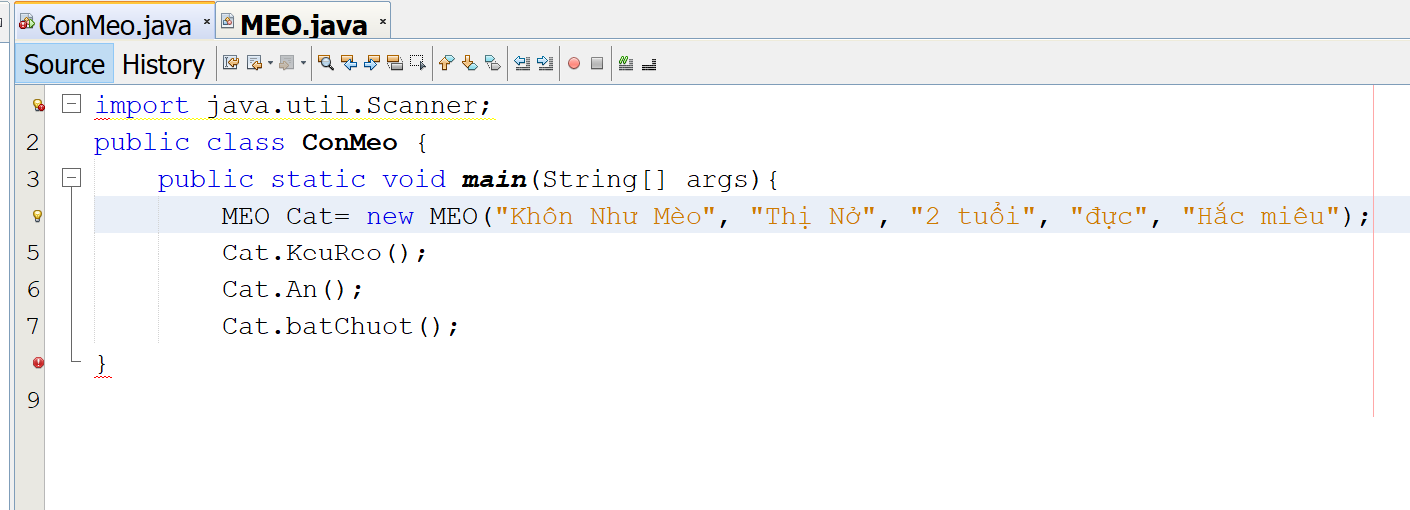 ConMeo.java MEO.java
Source History
import java.util.Scanner;
2 public class ConMeo {
3 public static void main(String[] args){
MEO Cat= new MEO("Khôn Như Mèo", "Thị Nở", "2 tuổi", "đực", "Hắc miêu");
5 Cat.KcuRco();
6 Cat.An();
7 Cat.batChuot();
}
9